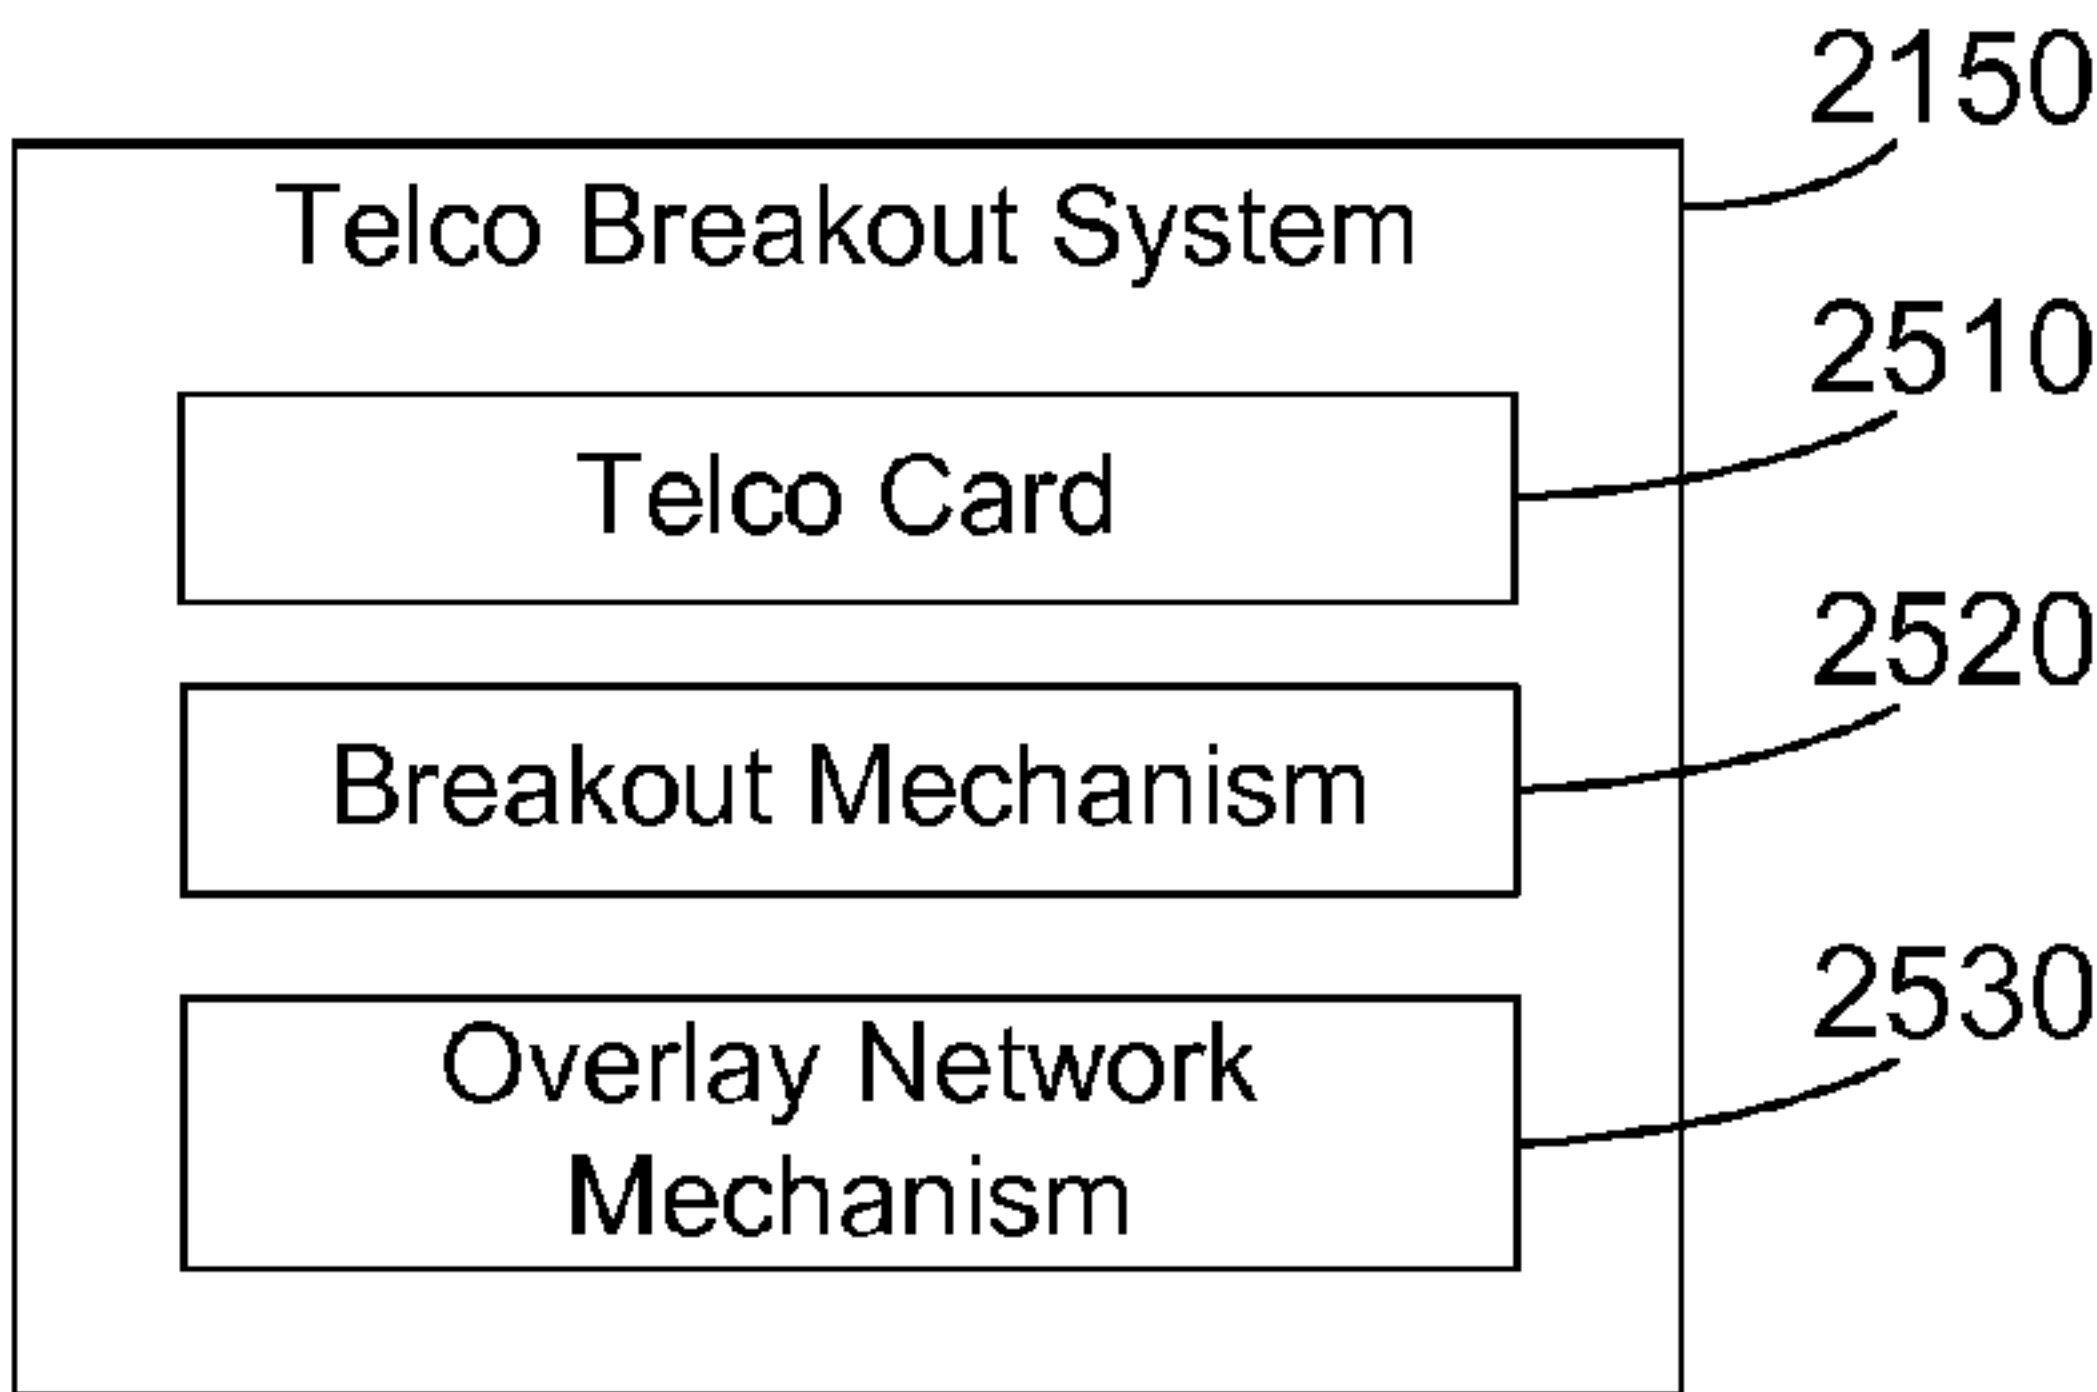 2150
Telco Breakout System
2510
Telco Card
2520
Breakout Mechanism
2530
Overlay Network
Mechanism